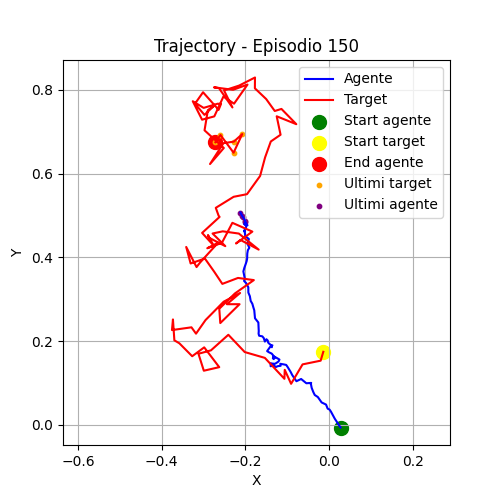 Trajectory - Episodio 150
Agente
Target
Start agente
Start target
End agente
Ultimi target
Ultimi agente
Y
0.8
0.6
0.4
0.2
0.0
−0.6 −0.4 −0.2 0.0 0.2
X